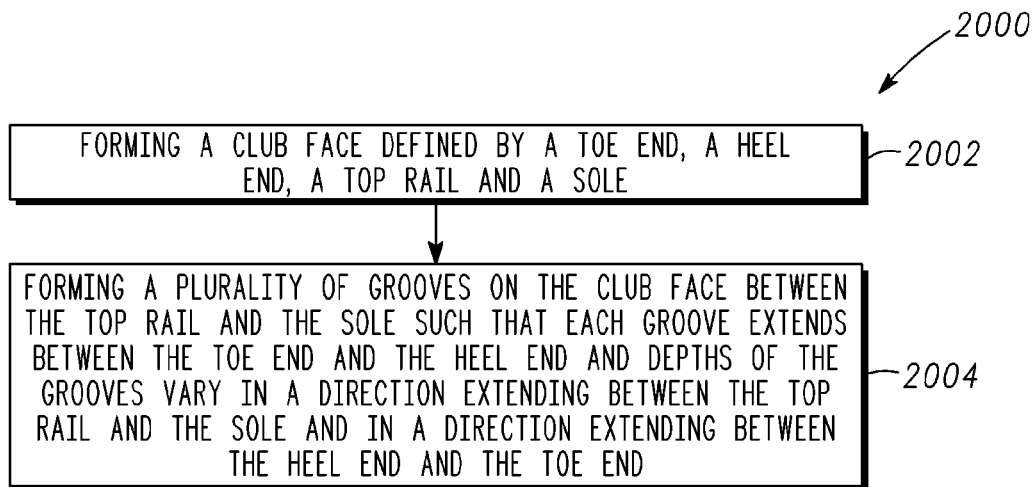 2000
FORMING A CLUB FACE DEFINED BY A TOE END, A HEEL
END, A TOP RAIL AND A SOLE
2002
FORMING A PLURALITY OF GROOVES ON THE CLUB FACE BETWEEN
THE TOP RAIL AND THE SOLE SUCH THAT EACH GROOVE EXTENDS
BETWEEN THE TOE END AND THE HEEL END AND DEPTHS OF THE
GROOVES VARY IN A DIRECTION EXTENDING BETWEEN THE TOP
RAIL AND THE SOLE AND IN A DIRECTION EXTENDING BETWEEN
THE HEEL END AND THE TOE END
2004